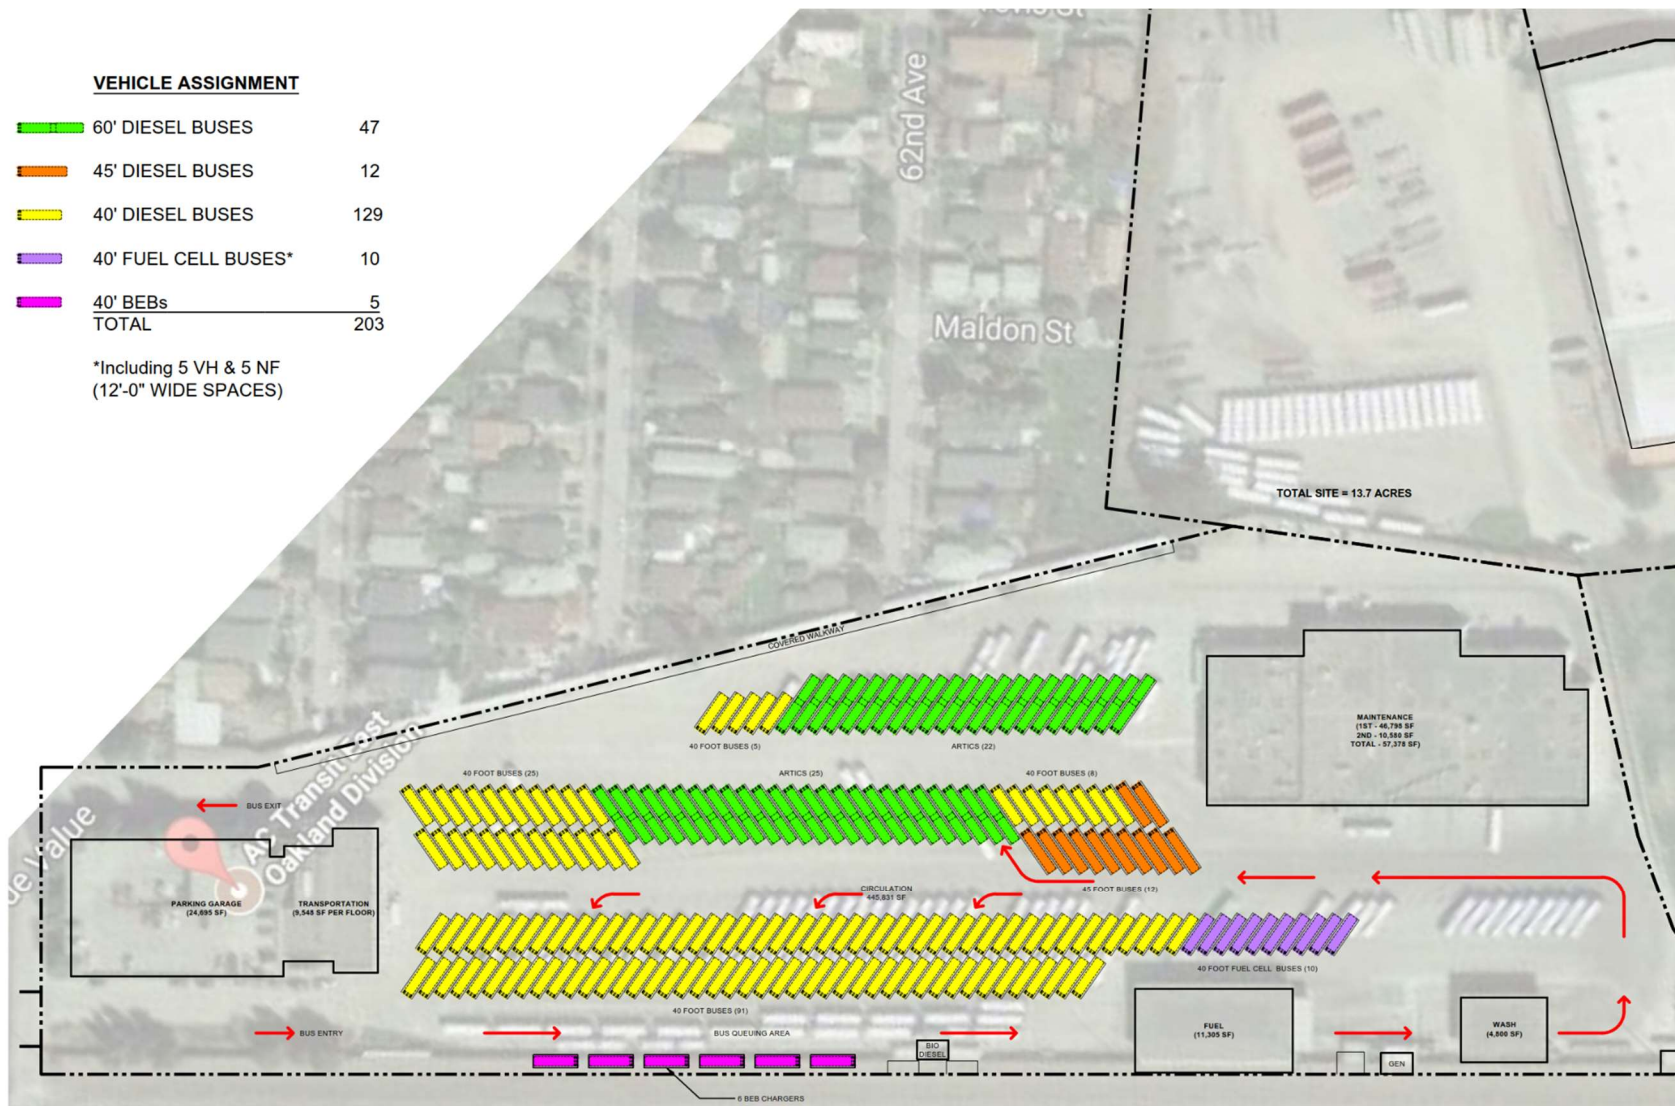 VEHICLE ASSIGNMENT
60' DIESEL BUSES 47
45' DIESEL BUSES 12
40' DIESEL BUSES 129
40' FUEL CELL BUSES* 10
40' BEBs 5
TOTAL 203
*Including 5 VH & 5 NF
(12'-0" WIDE SPACES)
St
62nd Ave
Maldon St
TOTAL SITE = 13.7 ACRES
COVERED WALKWAY
MAINTENANCE
(1ST - 46,798 SF
2ND - 10,580 SF
TOTAL - 57,378 SF)
40 FOOT BUSES (5)
ARTICS (22)
40 FOOT BUSES (25)
ARTICS (25)
40 FOOT BUSES (8)
BUS EXIT
AC Transit East
Oakland Division
Value
PARKING GARAGE
(24,695 SF)
TRANSPORTATION
(9,548 SF PER FLOOR)
CIRCULATION
445,831 SF
45 FOOT BUSES (12)
40 FOOT FUEL CELL BUSES (10)
40 FOOT BUSES (91)
BUS ENTRY
BUS QUEUING AREA
BIO
DIESEL
FUEL
(11,305 SF)
WASH
(4,800 SF)
GEN
6 BEB CHARGERS